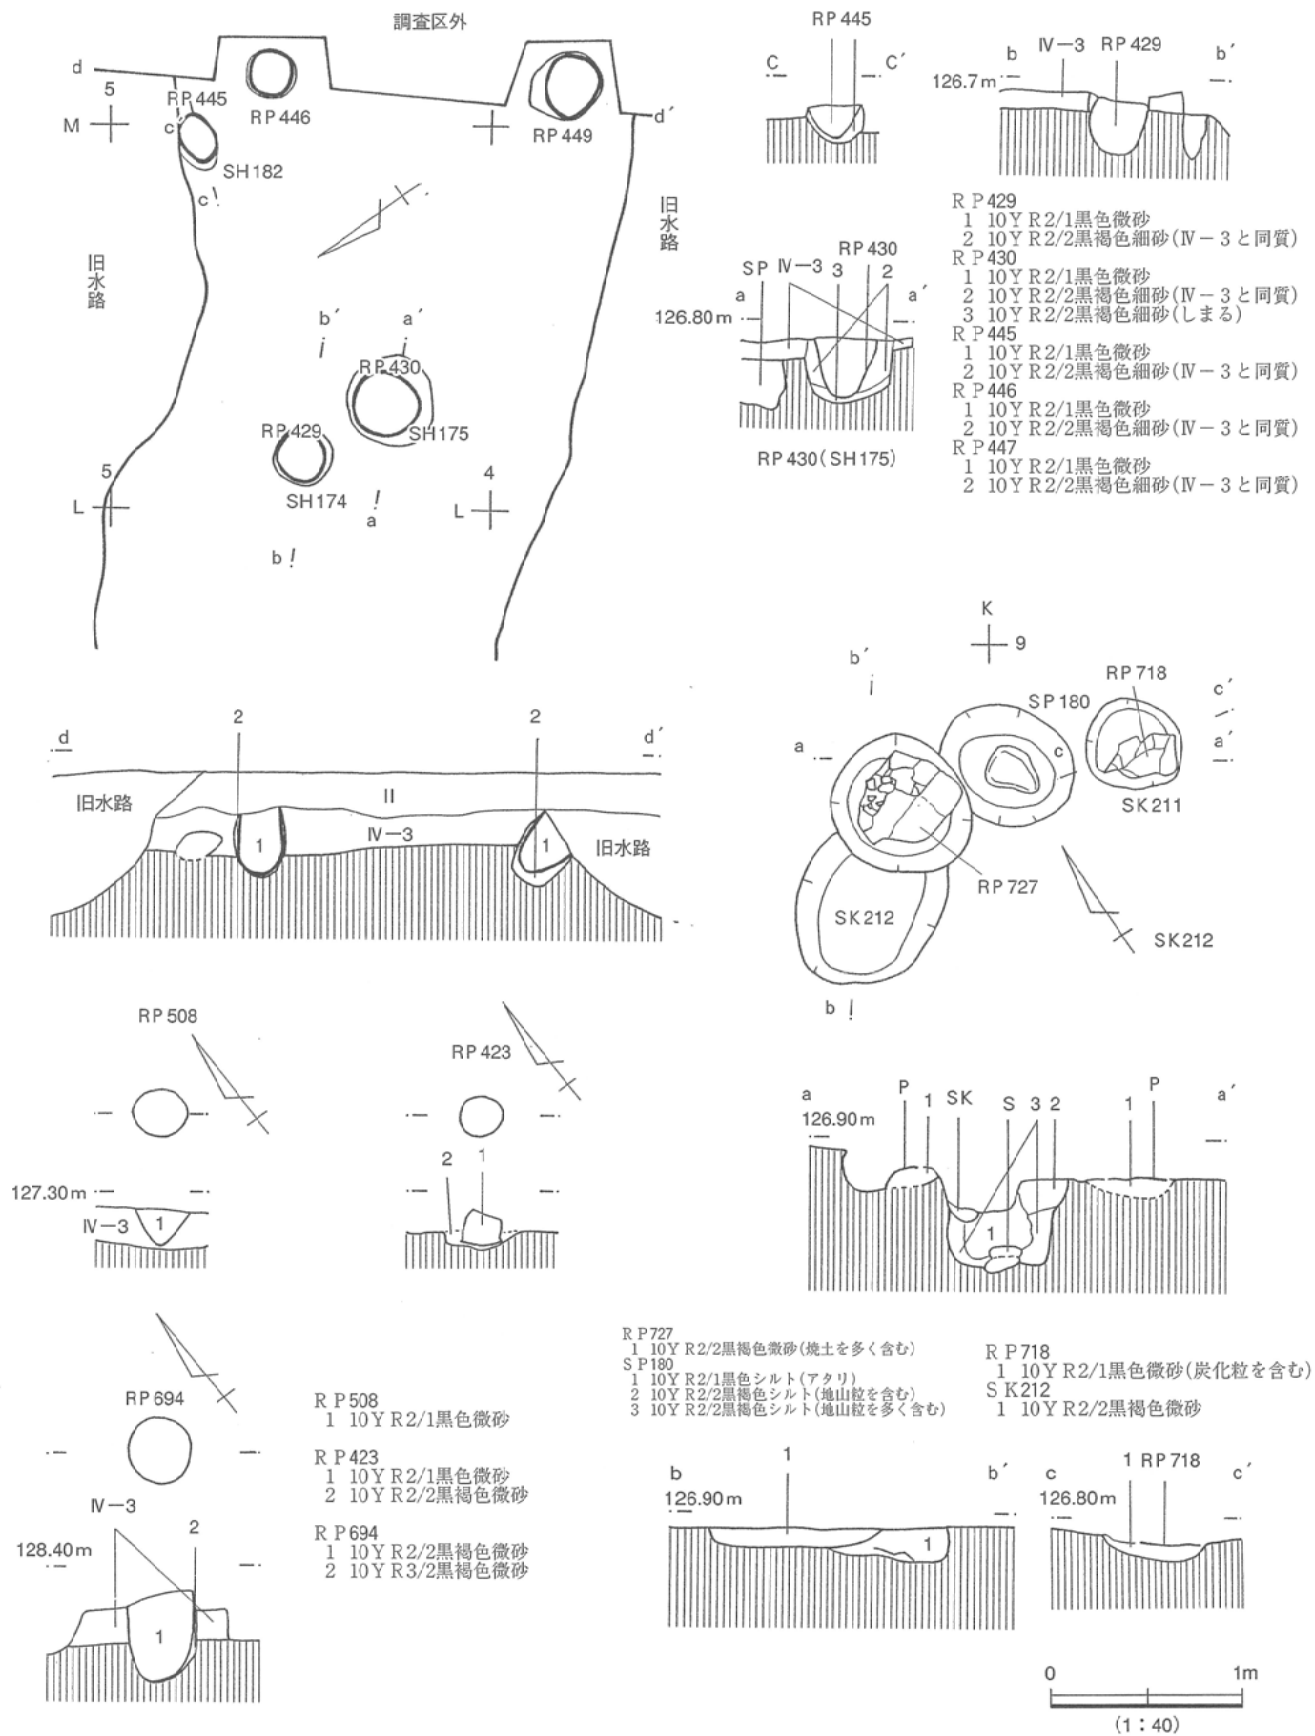 調査区外
d
5
RP445
M
c'
RP446
RP449
d'
SH182
c
旧水路
旧水路
b'
a'
RP430
RP429
SH175
SH174
5
L
4
L
a
b
RP445
C
C'
b
IV-3
RP429
b'
126.7m
RP430
SP
IV-3
3
2
a
a'
126.80m
RP430(SH175)
RP429
1 10YR2/1黒色微砂
2 10YR2/2黒褐色細砂(IV-3と同質)
RP430
1 10YR2/1黒色微砂
2 10YR2/2黒褐色細砂(IV-3と同質)
3 10YR2/2黒褐色細砂(しまる)
RP445
1 10YR2/1黒色微砂
2 10YR2/2黒褐色細砂(IV-3と同質)
RP446
1 10YR2/1黒色微砂
2 10YR2/2黒褐色細砂(IV-3と同質)
RP447
1 10YR2/1黒色微砂
2 10YR2/2黒褐色細砂(IV-3と同質)
2
2
d
d'
旧水路
II
IV-3
1
1
旧水路
K
9
b'
RP718
SP180
c'
a
c
a'
SK211
RP727
SK212
SK212
b
RP508
RP423
2
1
127.30m
IV-3
1
a
P
1
SK
S
3
2
1
P
a'
126.90m
1
RP694
IV-3
2
128.40m
1
RP508
1 10YR2/1黒色微砂
RP423
1 10YR2/1黒色微砂
2 10YR2/2黒褐色微砂
RP694
1 10YR2/2黒褐色微砂
2 10YR3/2黒褐色微砂
RP727
1 10YR2/2黒褐色微砂(焼土を多く含む)
SP180
1 10YR2/1黒色シルト(アタリ)
2 10YR2/2黒褐色シルト(地山粒を含む)
3 10YR2/2黒褐色シルト(地山粒を多く含む)
RP718
1 10YR2/1黒色微砂(炭化粒を含む)
SK212
1 10YR2/2黒褐色微砂
b
1
b'
126.90m
1
c
1
RP718
c'
126.80m
0
1m
(1:40)